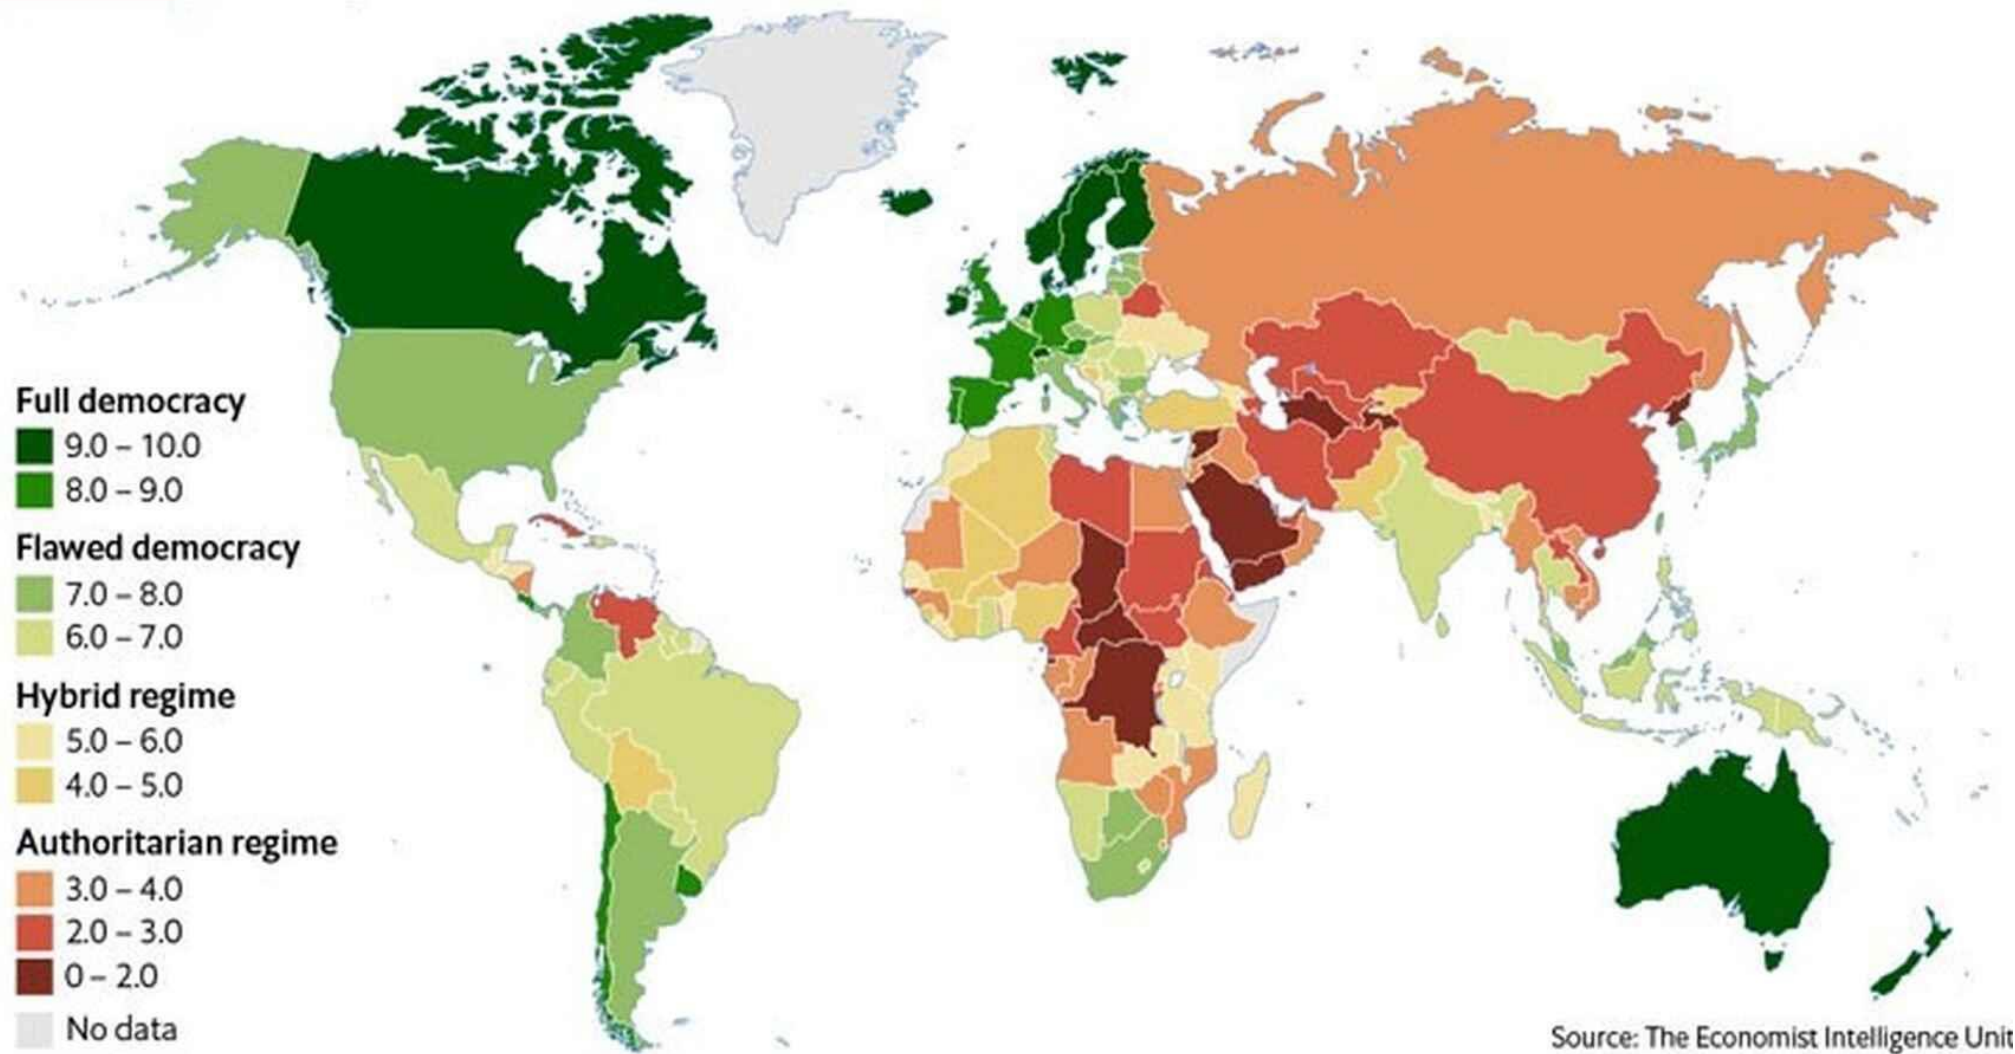 Full democracy
9.0 – 10.0
8.0 – 9.0
Flawed democracy
7.0 – 8.0
6.0 – 7.0
Hybrid regime
5.0 – 6.0
4.0 – 5.0
Authoritarian regime
3.0 – 4.0
2.0 – 3.0
0 – 2.0
No data
Source: The Economist Intelligence Unit